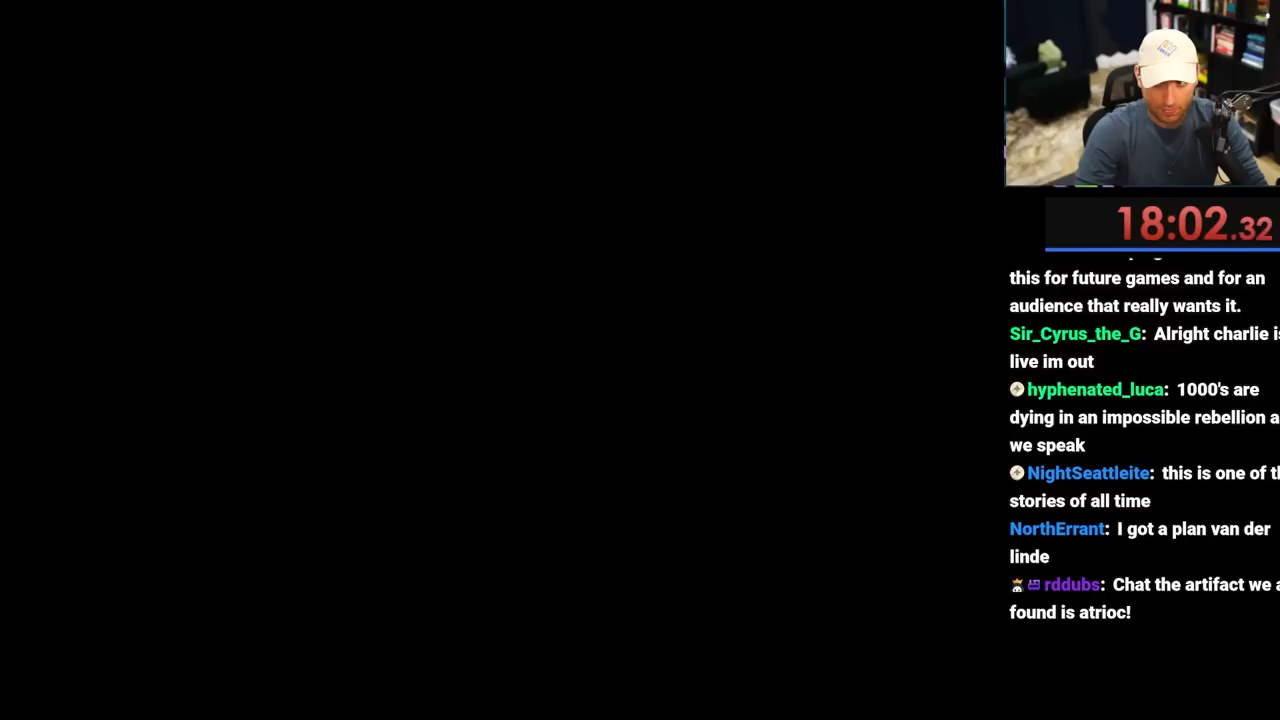 18:02.32
this for future games and for an
audience that really wants it.
Sir_Cyrus_the_G: Alright charlie
live im out
hyphenated_luca: 1000's are
dying in an impossible rebellion
we speak
NightSeattleite: this is one of
stories of all time
NorthErrant: I got a plan van der
linde
rddubs: Chat the artifact we
found is atrioc!